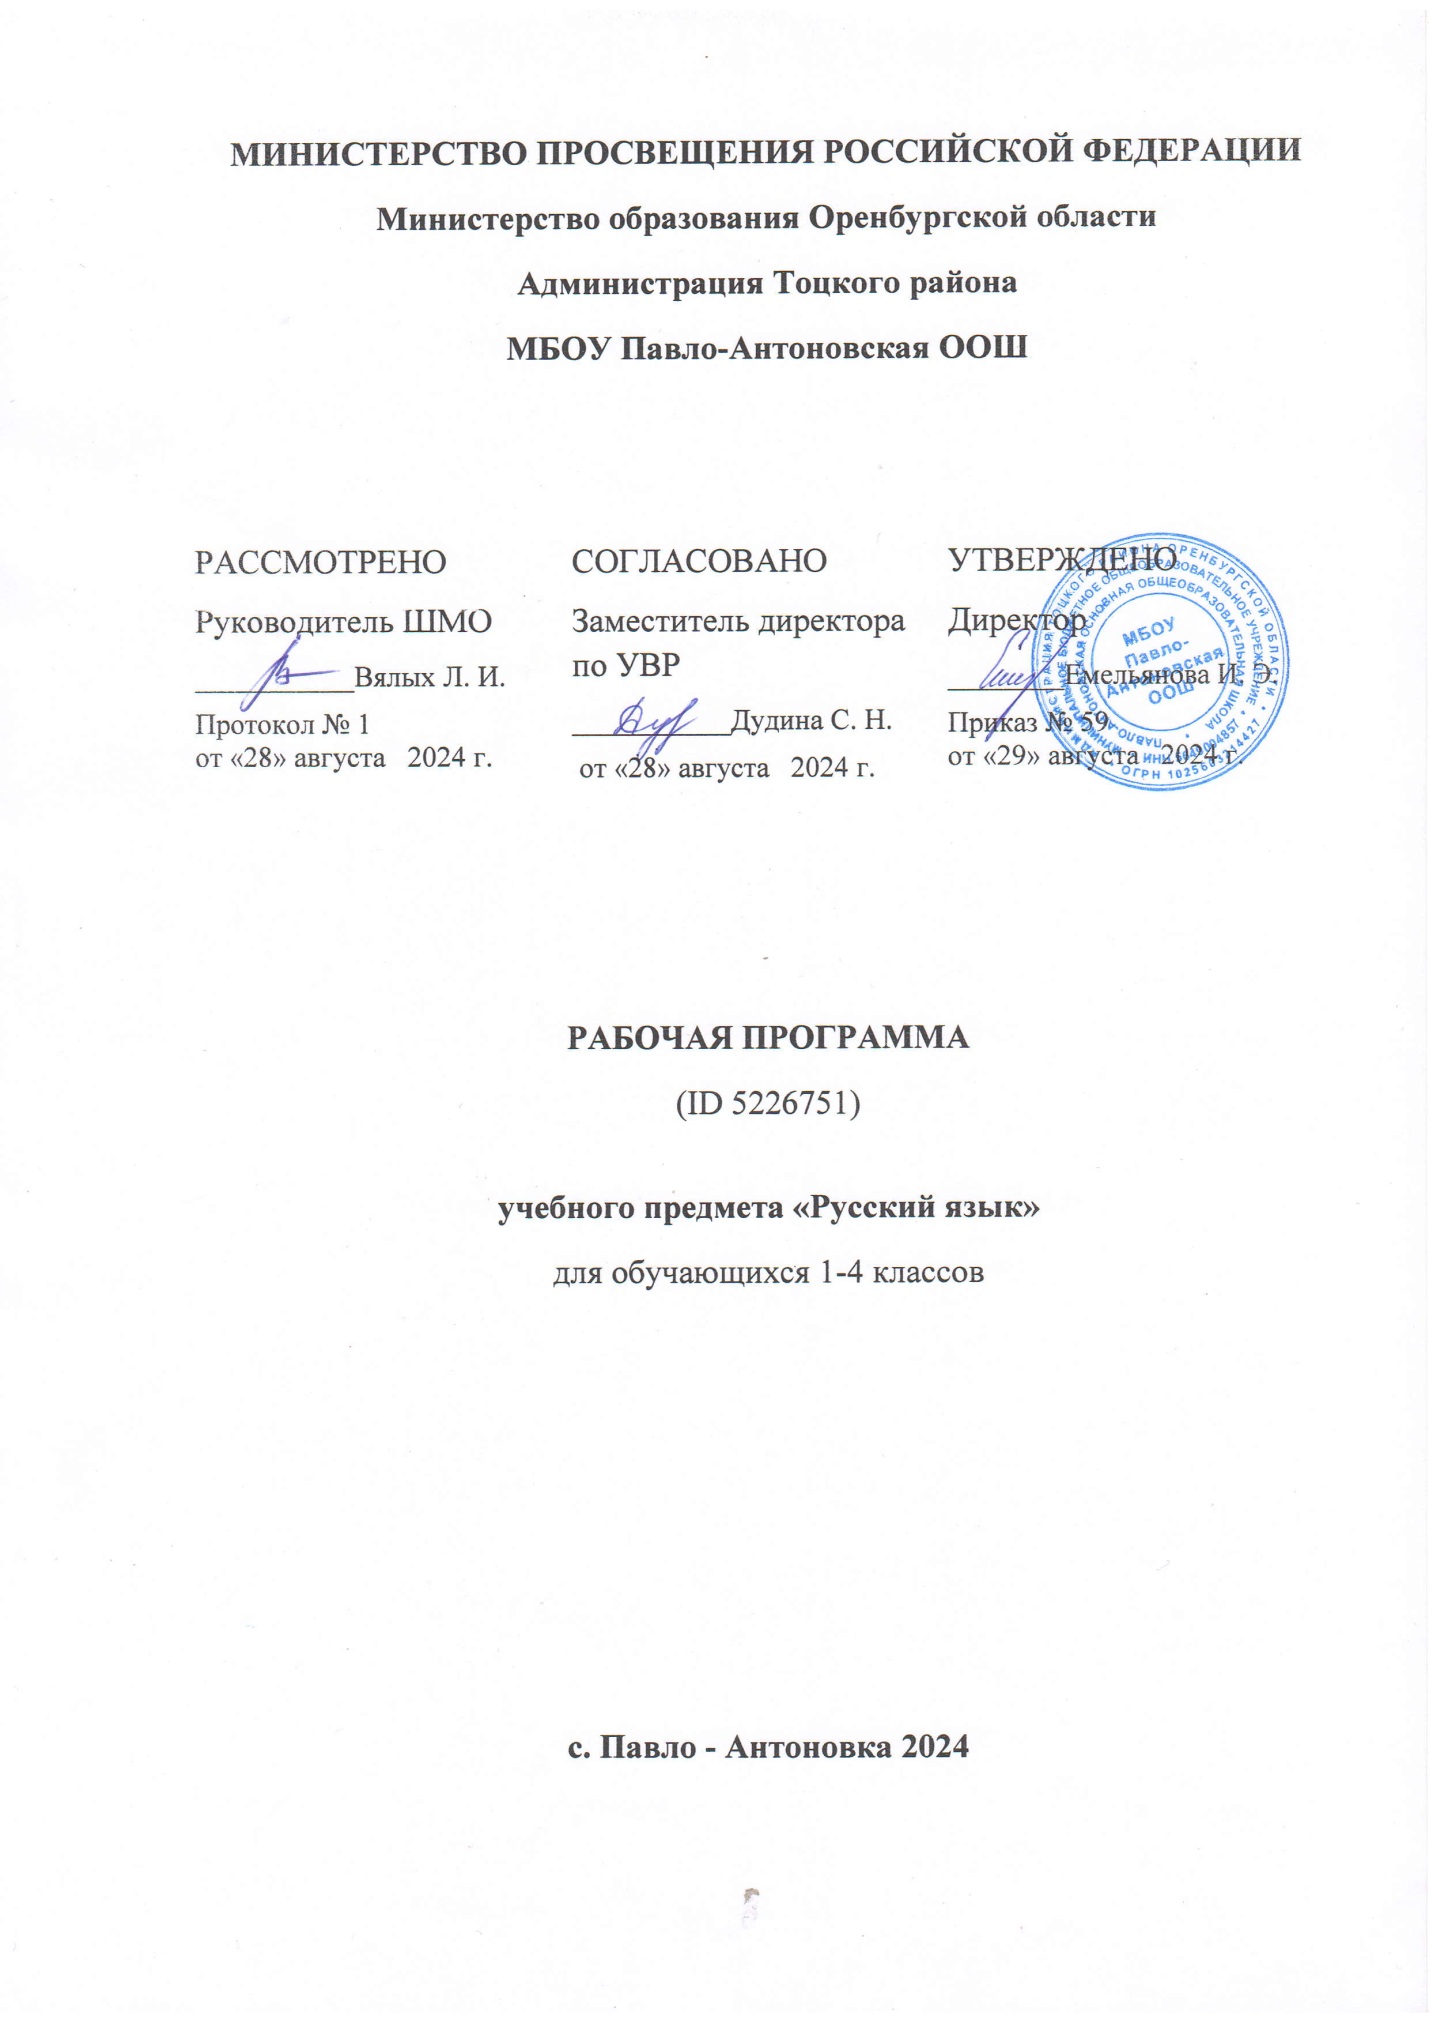 МИНИСТЕРСТВО ПРОСВЕЩЕНИЯ РОССИЙСКОЙ ФЕДЕРАЦИИ
Министерство образования Оренбургской области
Администрация Тоцкого района
МБОУ Павло-Антоновская ООШ
РАССМОТРЕНО
Руководитель ШМО
___________Вялых Л. И.
Протокол № 1
от «28» августа 2024 г.
СОГЛАСОВАНО
Заместитель директора
по УВР
___________Дудина С. Н.
от «28» августа 2024 г.
УТВЕРЖДЕНО
Директор
________Емельянова И. Э.
Приказ № 59
от «29» августа 2024 г.
МБОУ
Павло-
Антоновская
ООШ
РАБОЧАЯ ПРОГРАММА
(ID 5226751)
учебного предмета «Русский язык»
для обучающихся 1-4 классов
с. Павло - Антоновка 2024